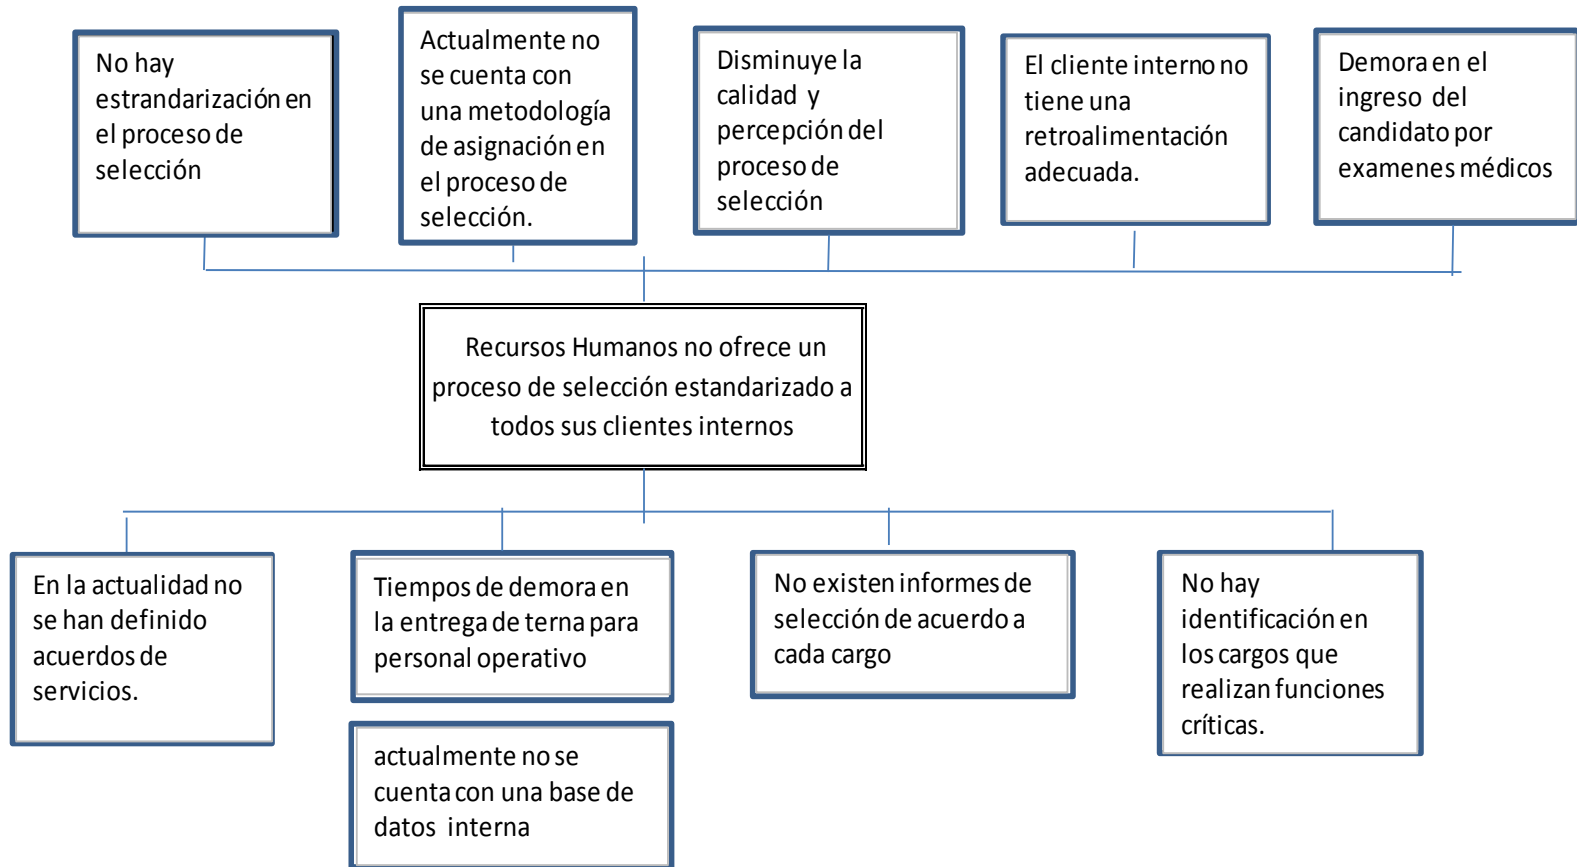 No hay
estrandarización en
el proceso de
selección
Actualmente no
se cuenta con
una metodología
de asignación en
el proceso de
selección.
Disminuye la
calidad y
percepción del
proceso de
selección
El cliente interno no
tiene una
retroalimentación
adecuada.
Demora en el
ingreso del
candidato por
examenes médicos
Recursos Humanos no ofrece un
proceso de selección estandarizado a
todos sus clientes internos
En la actualidad no
se han definido
acuerdos de
servicios.
Tiempos de demora en
la entrega de terna para
personal operativo
actualmente no se
cuenta con una base de
datos interna
No existen informes de
selección de acuerdo a
cada cargo
No hay
identificación en
los cargos que
realizan funciones
críticas.